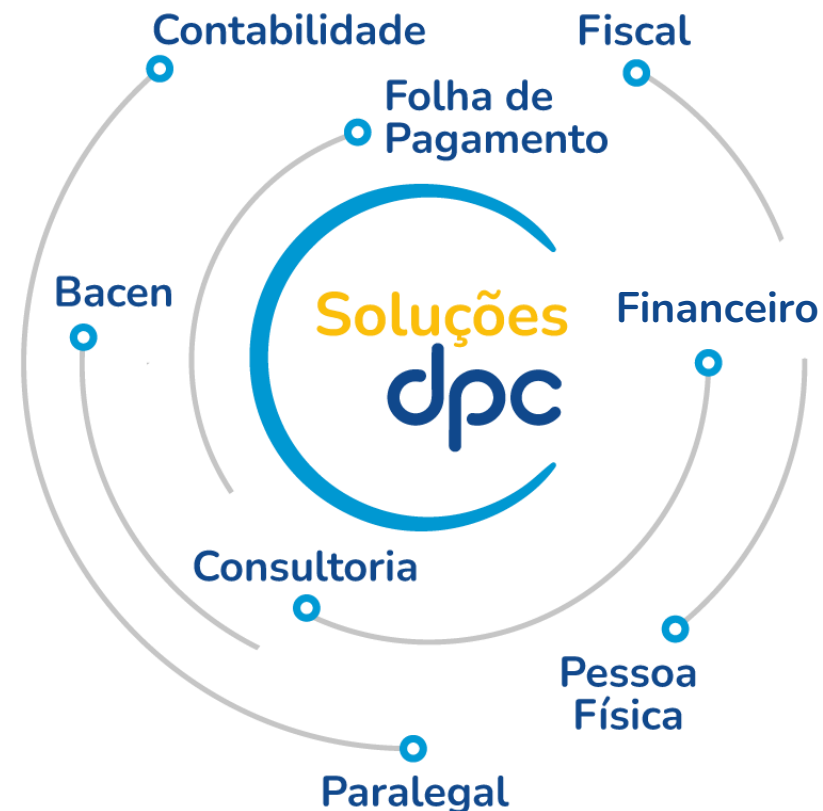 Contabilidade
Fiscal
Folha de
Pagamento
Bacen
Soluções
dpc
Financeiro
Consultoria
Pessoa
Física
Paralegal